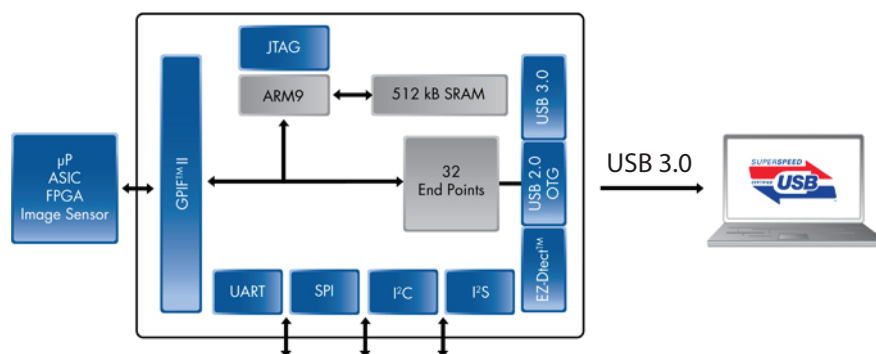 JTAG
ARM9
512 kB SRAM
USB 3.0
µP
ASIC
FPGA
Image Sensor
GPIF™ II
32
End Points
USB 2.0
OTG
USB 3.0
SUPERSPEED
CERTIFIED
USB
EZ-Dtect™
UART
SPI
I²C
I²S